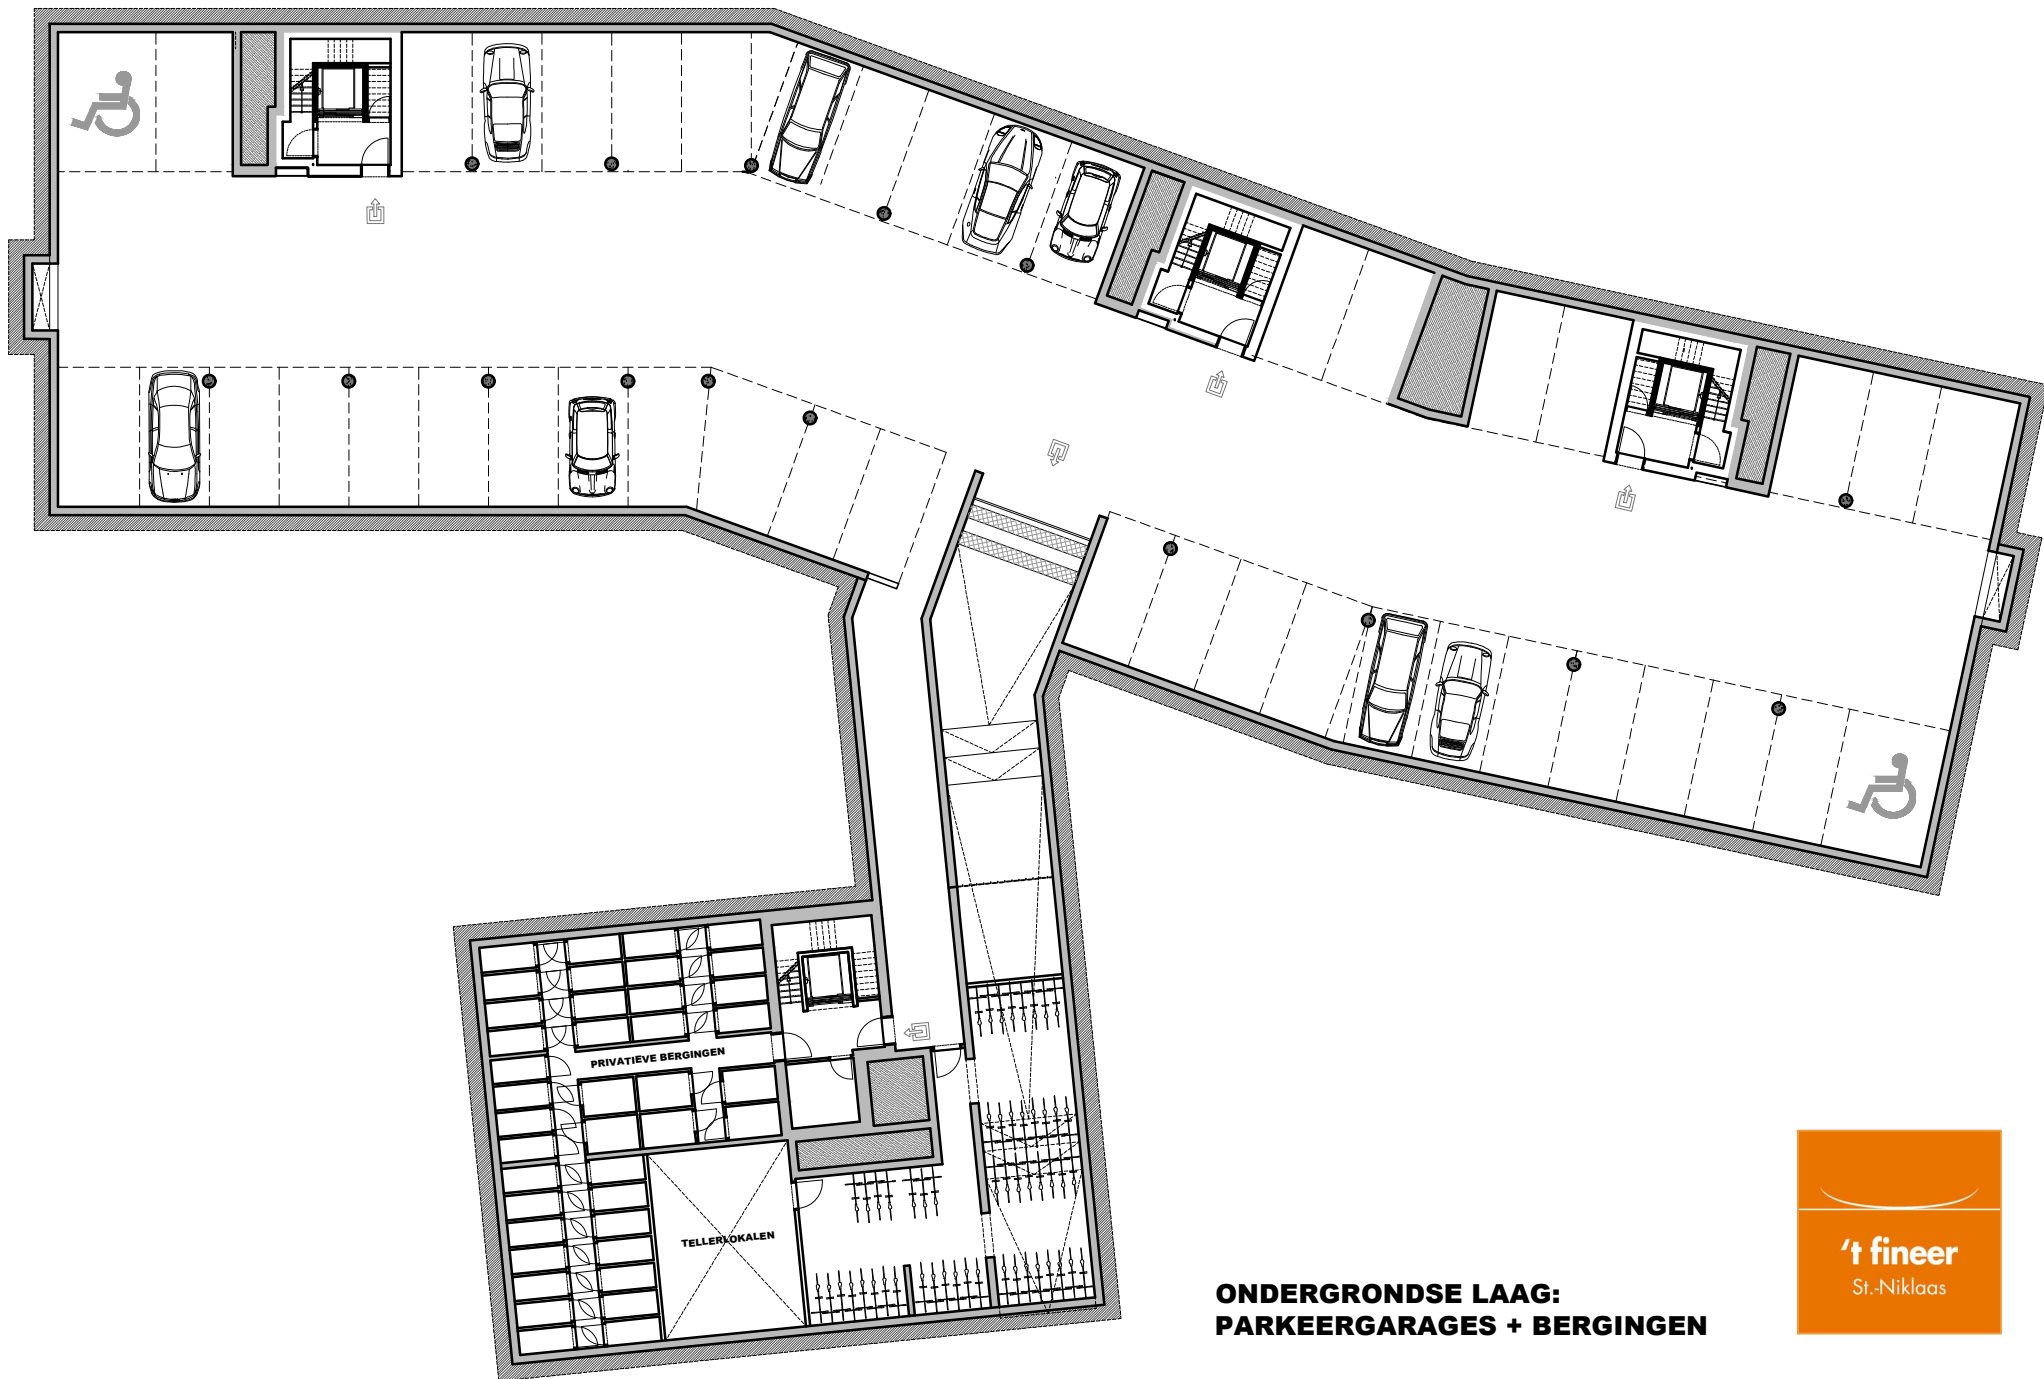 PRIVATIEVE BERGINGEN
TELLERLOKALEN
ONDERGRONDSE LAAG:
PARKEERGARAGES + BERGINGEN
't fineer
St.-Niklaas